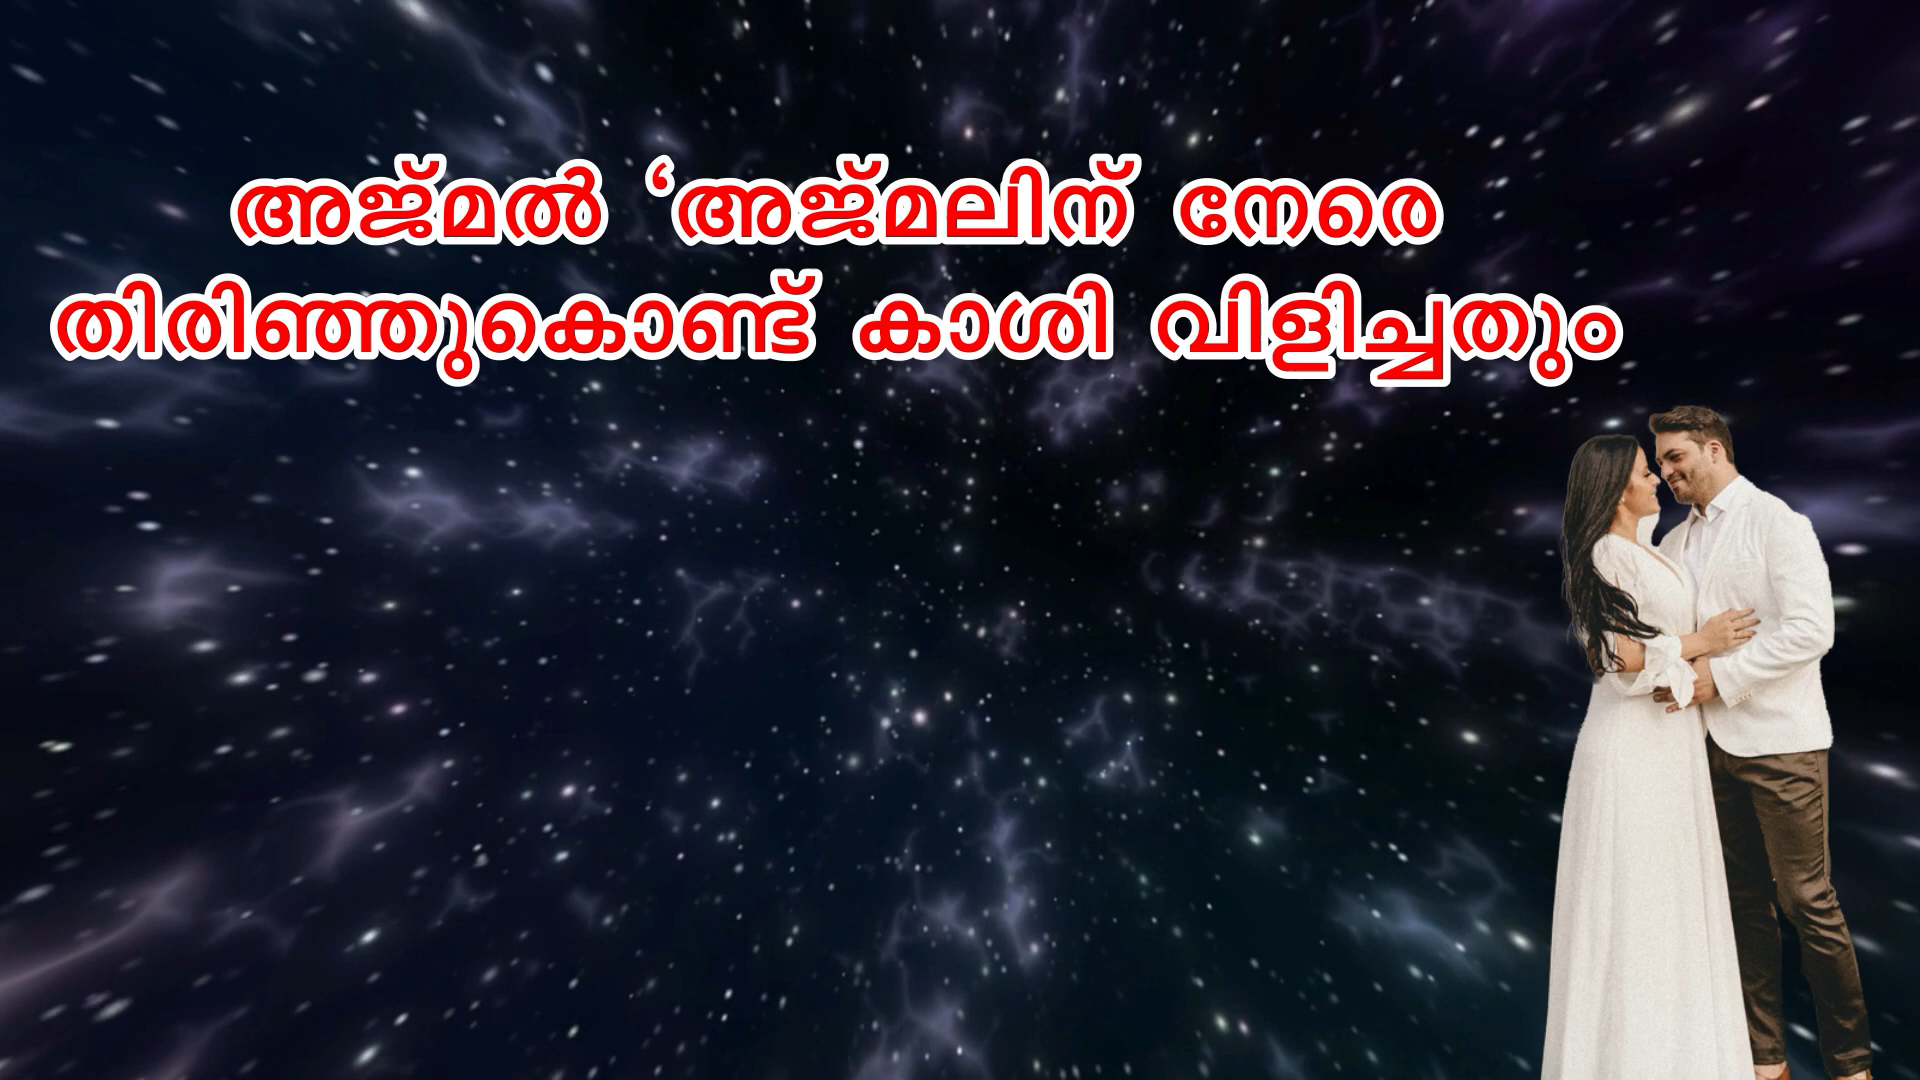 അജ്മൽ ‘അജ്മലിന് നേരെ
തിരിഞ്ഞുകൊണ്ട് കാശി വിളിച്ചതും